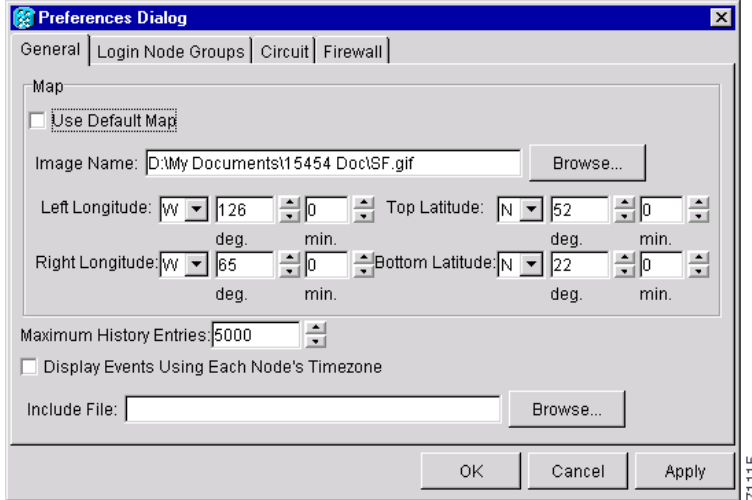 Preferences Dialog
General Login Node Groups Circuit Firewall
Map
Use Default Map
Image Name: D:\My Documents\15454 Doc\SF.gif Browse...
Left Longitude: W 126 0 Top Latitude: N 52 0
deg. min. deg. min.
Right Longitude: W 65 0 Bottom Latitude: N 22 0
deg. min. deg. min.
Maximum History Entries: 5000
Display Events Using Each Node's Timezone
Include File: Browse...
OK Cancel Apply